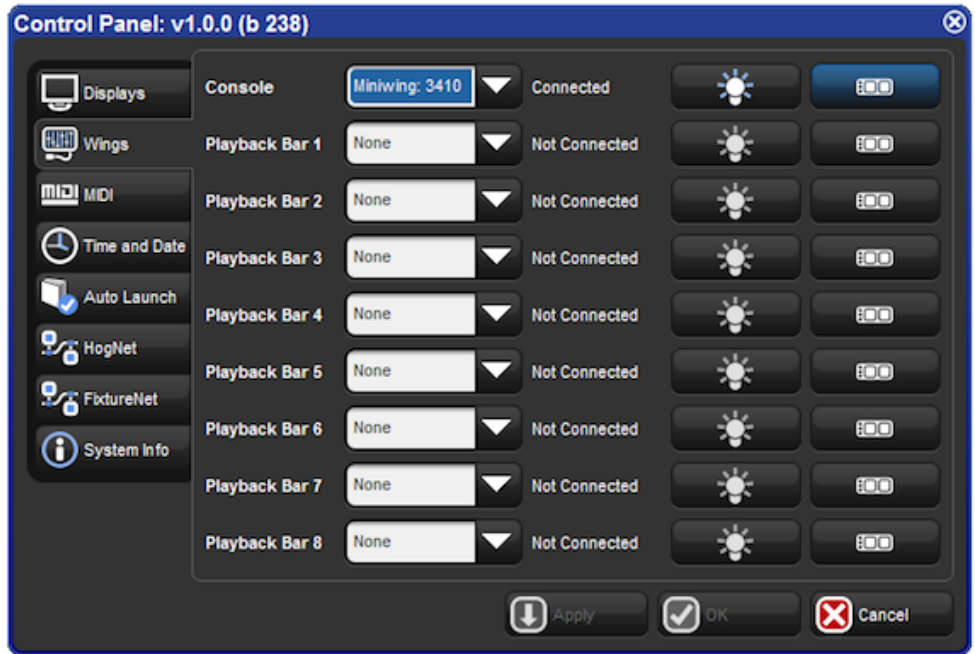 Control Panel: v1.0.0 (b 238)
Displays
Wings
MIDI MIDI
Time and Date
Auto Launch
HogNet
FixtureNet
System Info
Console Miniwing: 3410 Connected
Playback Bar 1 None Not Connected
Playback Bar 2 None Not Connected
Playback Bar 3 None Not Connected
Playback Bar 4 None Not Connected
Playback Bar 5 None Not Connected
Playback Bar 6 None Not Connected
Playback Bar 7 None Not Connected
Playback Bar 8 None Not Connected
Apply OK Cancel